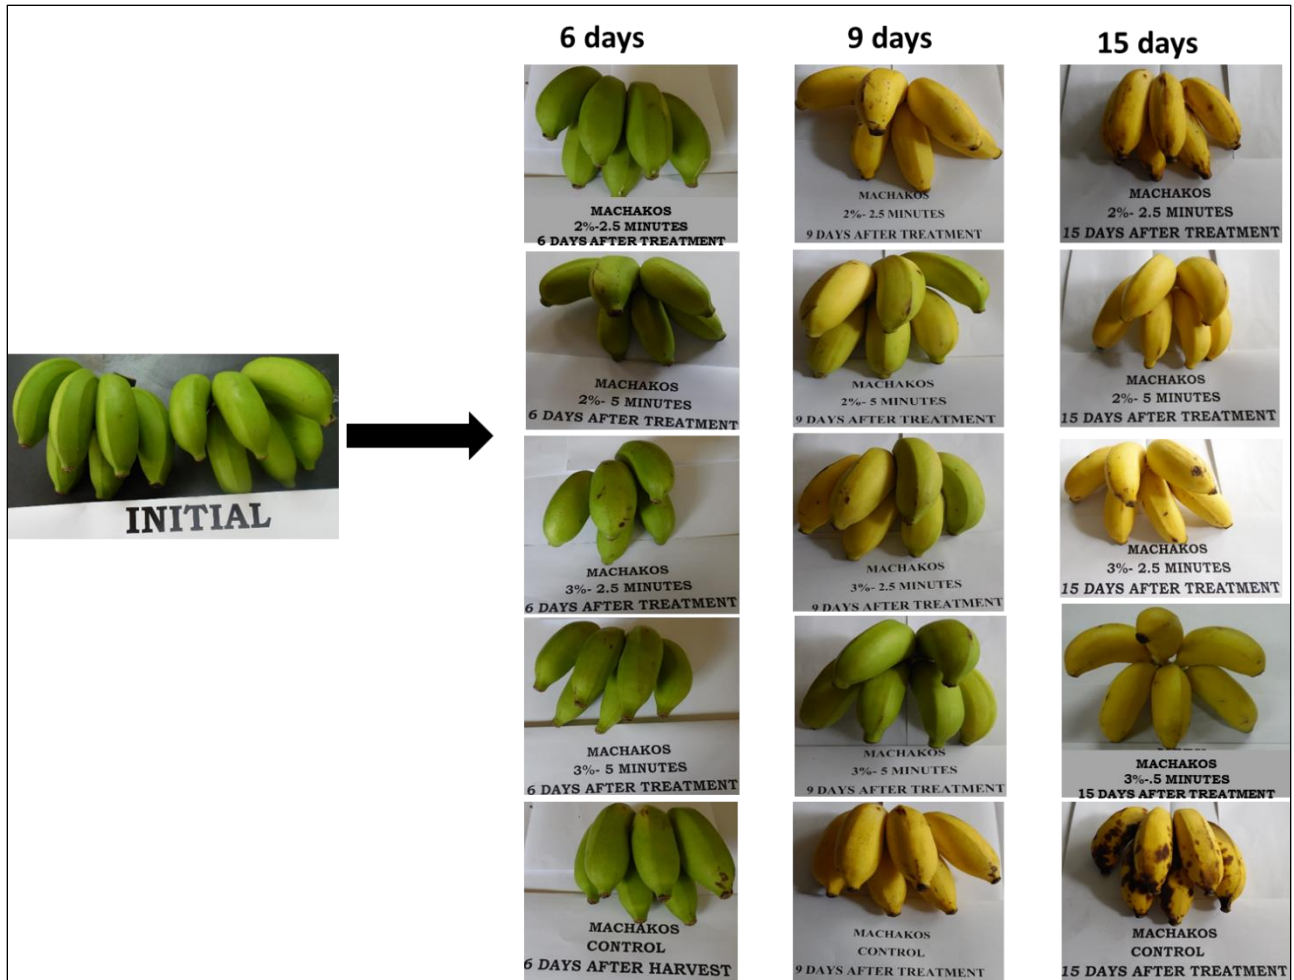 6 days
9 days
15 days
MACHAKOS
2%-2.5 MINUTES
6 DAYS AFTER TREATMENT
MACHAKOS
2%- 2.5 MINUTES
9 DAYS AFTER TREATMENT
MACHAKOS
2%- 2.5 MINUTES
15 DAYS AFTER TREATMENT
MACHAKOS
2%- 5 MINUTES
6 DAYS AFTER TREATMENT
MACHAKOS
2%- 5 MINUTES
9 DAYS AFTER TREATMENT
MACHAKOS
2%- 5 MINUTES
15 DAYS AFTER TREATMENT
INITIAL
MACHAKOS
3%- 2.5 MINUTES
6 DAYS AFTER TREATMENT
MACHAKOS
3%- 2.5 MINUTES
9 DAYS AFTER TREATMENT
MACHAKOS
3%- 2.5 MINUTES
15 DAYS AFTER TREATMENT
MACHAKOS
3%- 5 MINUTES
6 DAYS AFTER TREATMENT
MACHAKOS
3%- 5 MINUTES
9 DAYS AFTER TREATMENT
MACHAKOS
3%-.5 MINUTES
15 DAYS AFTER TREATMENT
MACHAKOS
CONTROL
6 DAYS AFTER HARVEST
MACHAKOS
CONTROL
9 DAYS AFTER TREATMENT
MACHAKOS
CONTROL
15 DAYS AFTER TREATMENT